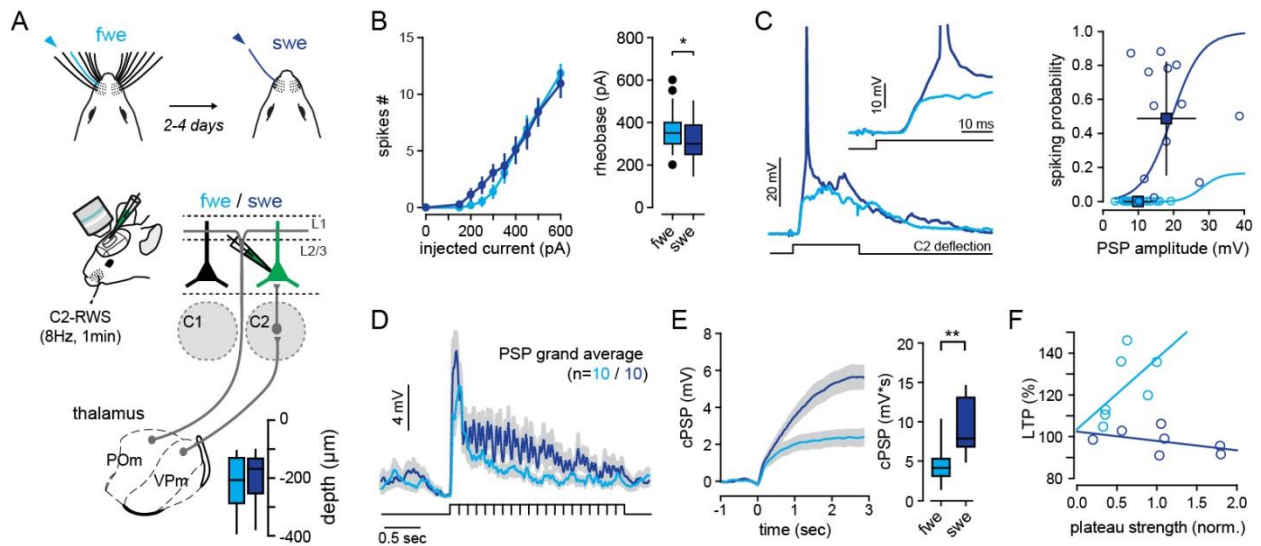 A
fwe
swe
2-4 days
fwe / swe
L1
L2/3
C2-RWS
(8Hz, 1min)
C1
C2
thalamus
POm
VPm
0
-200
-400
depth (µm)
B
15
10
5
0
spikes #
0
200
400
600
injected current (pA)
800
600
400
200
0
rheobase (pA)
*
fwe
swe
C
20 mV
10 mV
10 ms
C2 deflection
1.0
0.8
0.6
0.4
0.2
0.0
spiking probability
0
10
20
30
40
PSP amplitude (mV)
D
PSP grand average
(n=10 / 10)
4 mV
0.5 sec
E
8
6
4
2
0
cPSP (mV)
-1
0
1
2
3
time (sec)
20
15
10
5
0
cPSP (mV*s)
**
fwe
swe
F
140
120
100
80
LTP (%)
0.0
0.5
1.0
1.5
2.0
plateau strength (norm.)